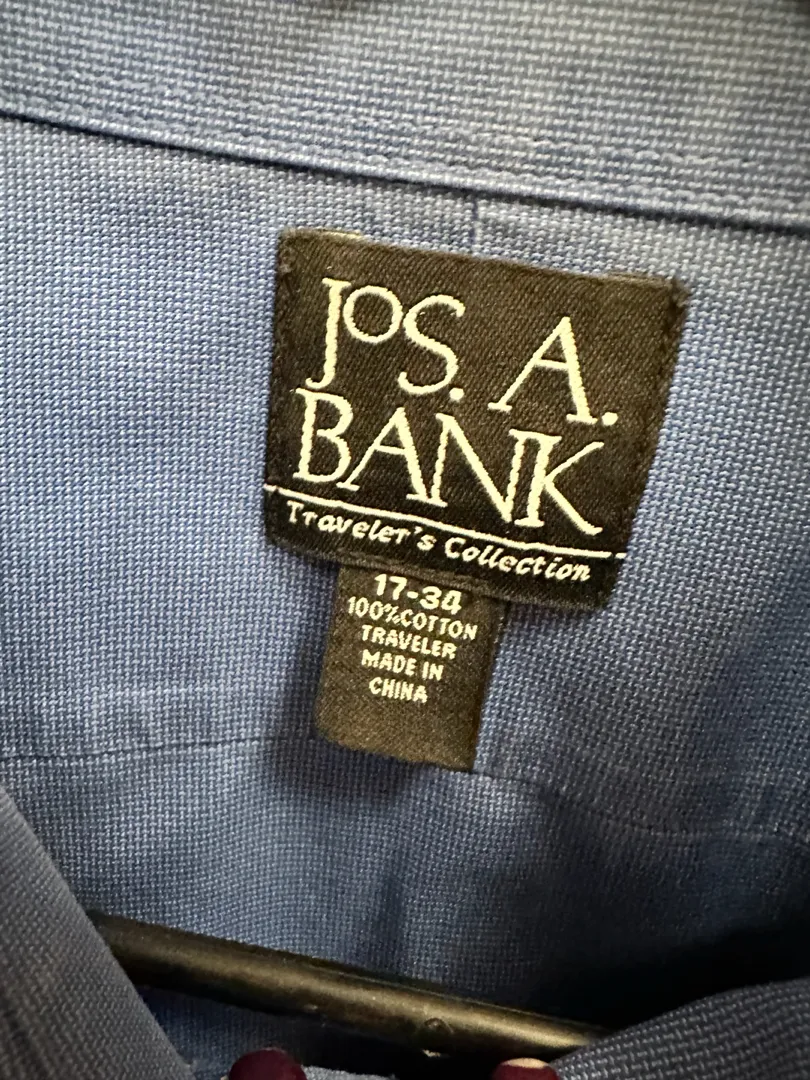 JOS. A.
BANK
Traveler's Collection
17-34
100%COTTON
TRAVELER
MADE IN
CHINA